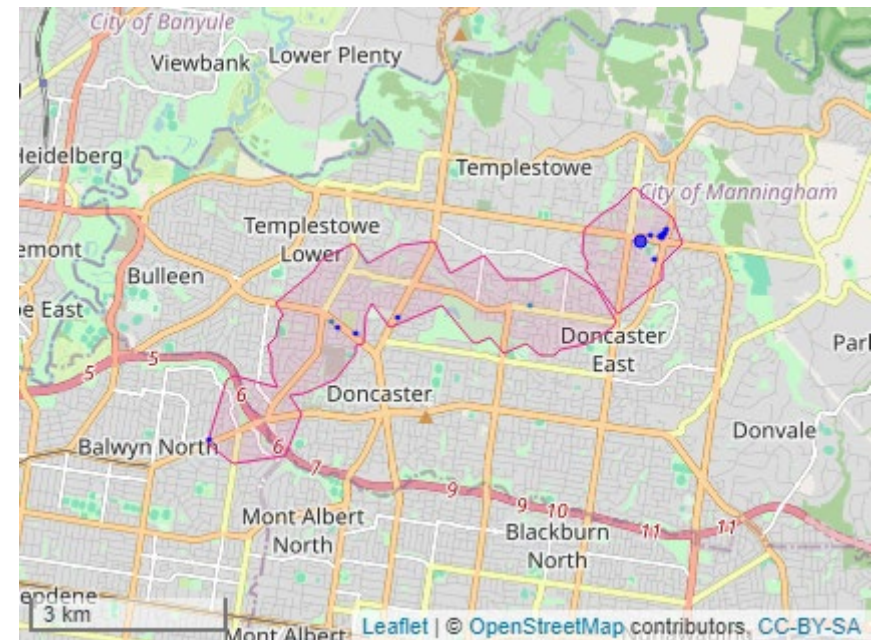 City of Banyule
Viewbank
Lower Plenty
Heidelberg
Templestowe
City of Manningham
Templestowe
Lower
emont
Bulleen
e East
5
5
6
Doncaster
East
Par
Doncaster
6
Balwyn North
7
Donvale
9
9
10
11
11
Mont Albert
North
Blackburn
North
endene
3 km
Mont Albert
Leaflet | © OpenStreetMap contributors, CC-BY-SA